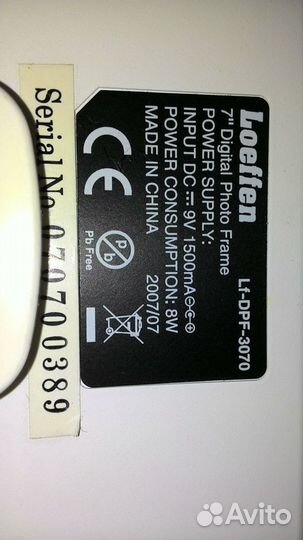 Loeffen
Lf-DPF-3070
7" Digital Photo Frame
POWER SUPPLY:
INPUT DC 9V 1500mA
POWER CONSUMPTION: 8W
MADE IN CHINA
2007/07
CE
Pb
Pb Free
Serial No 070700389
Avito